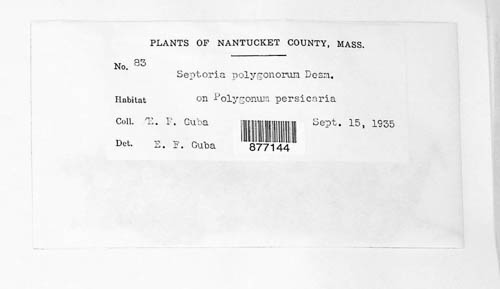 PLANTS OF NANTUCKET COUNTY, MASS.
No. 83
Septoria polygonorum Desm.
Habitat on Polygonum persicaria
Coll. E. F. Guba Sept. 15, 1935
Det. E. F. Guba
877144